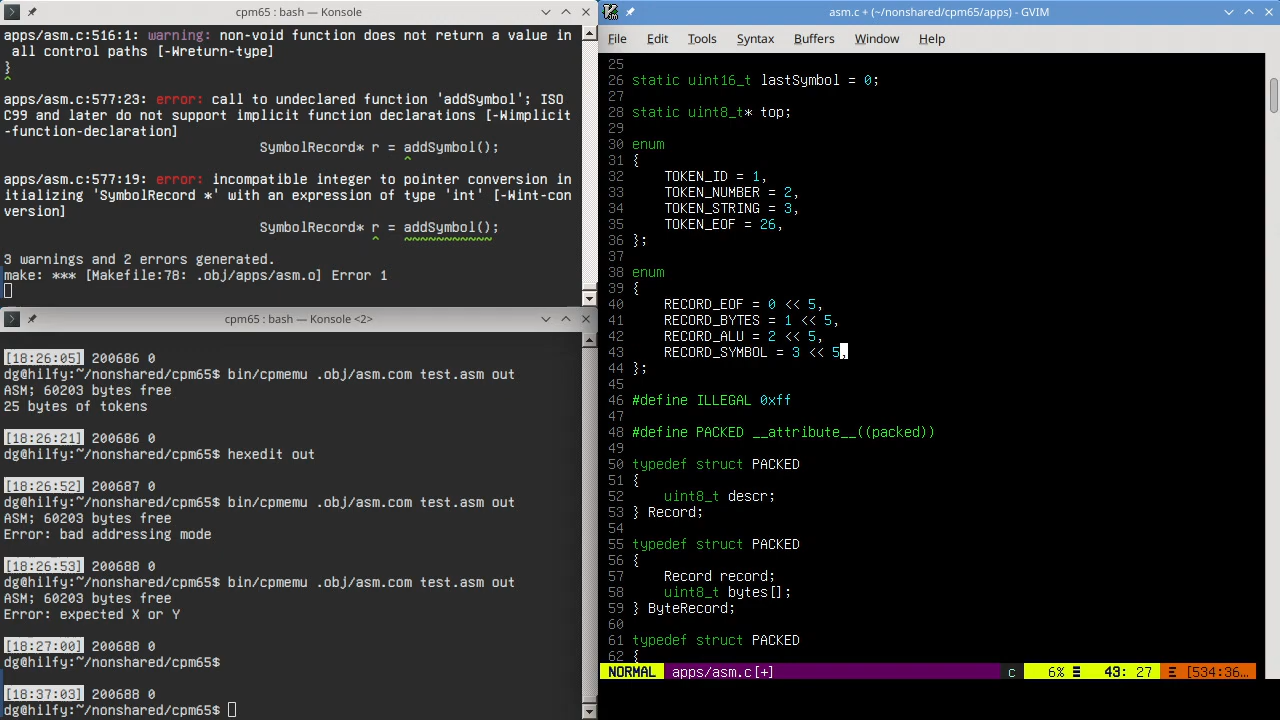 cpm65 : bash — Konsole
apps/asm.c:516:1: warning: non-void function does not return a value in
all control paths [-Wreturn-type]
}
^
apps/asm.c:577:23: error: call to undeclared function 'addSymbol'; ISO
C99 and later do not support implicit function declarations [-Wimplicit
-function-declaration]
SymbolRecord* r = addSymbol();
^
apps/asm.c:577:19: error: incompatible integer to pointer conversion in
itializing 'SymbolRecord *' with an expression of type 'int' [-Wint-con
version]
SymbolRecord* r = addSymbol();
^ ~~~~~~~~~~~
3 warnings and 2 errors generated.
make: *** [Makefile:78: .obj/apps/asm.o] Error 1
cpm65 : bash — Konsole <2>
[18:26:05] 200686 0
dg@hilfy:~/nonshared/cpm65$ bin/cpmemu .obj/asm.com test.asm out
ASM; 60203 bytes free
25 bytes of tokens
[18:26:21] 200686 0
dg@hilfy:~/nonshared/cpm65$ hexedit out
[18:26:52] 200687 0
dg@hilfy:~/nonshared/cpm65$ bin/cpmemu .obj/asm.com test.asm out
ASM; 60203 bytes free
Error: bad addressing mode
[18:26:53] 200688 0
dg@hilfy:~/nonshared/cpm65$ bin/cpmemu .obj/asm.com test.asm out
ASM; 60203 bytes free
Error: expected X or Y
[18:27:00] 200688 0
dg@hilfy:~/nonshared/cpm65$
[18:37:03] 200688 0
dg@hilfy:~/nonshared/cpm65$
asm.c + (~/nonshared/cpm65/apps) - GVIM
File Edit Tools Syntax Buffers Window Help
25
26 static uint16_t lastSymbol = 0;
27
28 static uint8_t* top;
29
30 enum
31 {
32 TOKEN_ID = 1,
33 TOKEN_NUMBER = 2,
34 TOKEN_STRING = 3,
35 TOKEN_EOF = 26,
36 };
37
38 enum
39 {
40 RECORD_EOF = 0 << 5,
41 RECORD_BYTES = 1 << 5,
42 RECORD_ALU = 2 << 5,
43 RECORD_SYMBOL = 3 << 5,
44 };
45
46 #define ILLEGAL 0xff
47
48 #define PACKED __attribute__((packed))
49
50 typedef struct PACKED
51 {
52 uint8_t descr;
53 } Record;
54
55 typedef struct PACKED
56 {
57 Record record;
58 uint8_t bytes[];
59 } ByteRecord;
60
61 typedef struct PACKED
62 {
NORMAL apps/asm.c[+] c 6% ☰ 43: 27 Ξ [534:36…